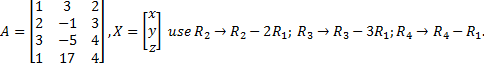 A = [1 3 2; 2 −1 3; 3 −5 4; 1 17 4], X = [x; y; z] use R₂ → R₂ − 2R₁; R₃ → R₃ − 3R₁; R₄ → R₄ − R₁.